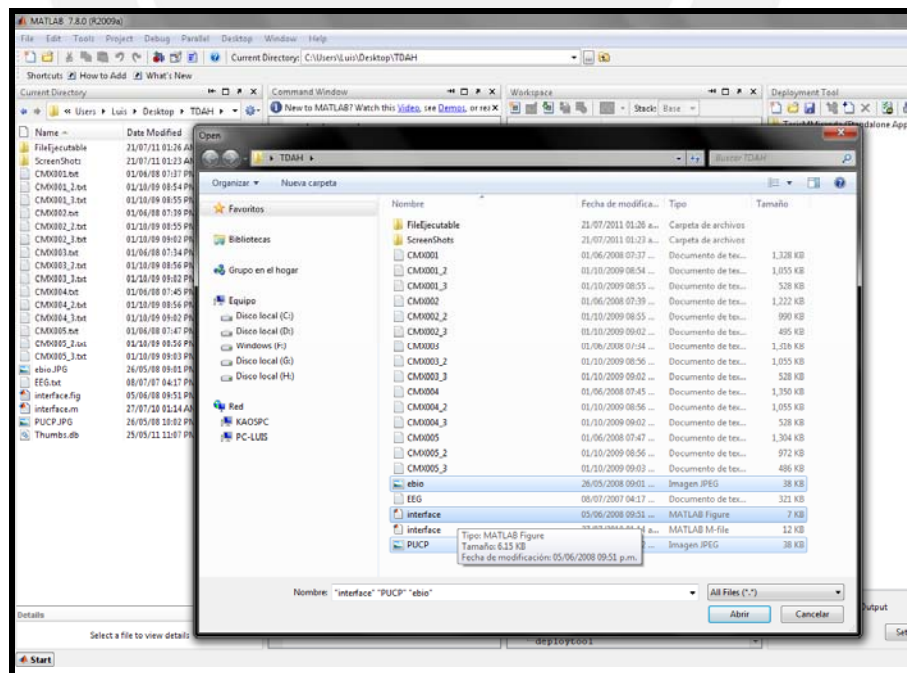 MATLAB 7.8.0 (R2009a)
File Edit Tools Project Debug Parallel Desktop Window Help
Current Directory: C:\Users\Luis\Desktop\TDAH
Shortcuts How to Add What's New
Current Directory
Command Window
Workspace
Deployment Tool
« Users Luis Desktop TDAH
New to MATLAB? Watch this Video, see Demos, or rea
Stack: Base
Name Date Modified
FileEjecutable 21/07/11 01:26 AM
ScreenShots 21/07/11 01:23 AM
CMX001.txt 01/06/08 07:37 PM
CMX001_2.txt 01/10/09 08:54 PM
CMX001_3.txt 01/10/09 08:55 PM
CMX002.txt 01/06/08 07:39 PM
CMX002_2.txt 01/10/09 08:55 PM
CMX002_3.txt 01/10/09 09:02 PM
CMX003.txt 01/06/08 07:34 PM
CMX003_2.txt 01/10/09 08:56 PM
CMX003_3.txt 01/10/09 09:02 PM
CMX004.txt 01/06/08 07:45 PM
CMX004_2.txt 01/10/09 08:56 PM
CMX004_3.txt 01/10/09 09:02 PM
CMX005.txt 01/06/08 07:47 PM
CMX005_2.txt 01/10/09 08:56 PM
CMX005_3.txt 01/10/09 09:03 PM
ebio.JPG 26/05/08 09:01 PM
EEG.txt 08/07/07 04:17 PM
interface.fig 05/06/08 09:51 PM
interface.m 27/07/10 01:14 AM
PUCP.JPG 26/05/08 10:02 PM
Thumbs.db 25/05/11 11:07 PM
Details
Select a file to view details
Start
Open
TDAH
Buscar TDAH
Organizar Nueva carpeta
Favoritos
Bibliotecas
Grupo en el hogar
Equipo
Disco local (C:)
Disco local (D:)
Windows (F:)
Disco local (G:)
Disco local (H:)
Red
KAOSPC
PC-LUIS
Nombre Fecha de modifica... Tipo Tamaño
FileEjecutable 21/07/2011 01:26 a... Carpeta de archivos
ScreenShots 21/07/2011 01:23 a... Carpeta de archivos
CMX001 01/06/2008 07:37 ... Documento de tex... 1,328 KB
CMX001_2 01/10/2009 08:54 ... Documento de tex... 1,055 KB
CMX001_3 01/10/2009 08:55 ... Documento de tex... 528 KB
CMX002 01/06/2008 07:39 ... Documento de tex... 1,222 KB
CMX002_2 01/10/2009 08:55 ... Documento de tex... 990 KB
CMX002_3 01/10/2009 09:02 ... Documento de tex... 495 KB
CMX003 01/06/2008 07:34 ... Documento de tex... 1,316 KB
CMX003_2 01/10/2009 08:56 ... Documento de tex... 1,055 KB
CMX003_3 01/10/2009 09:02 ... Documento de tex... 528 KB
CMX004 01/06/2008 07:45 ... Documento de tex... 1,350 KB
CMX004_2 01/10/2009 08:56 ... Documento de tex... 1,055 KB
CMX004_3 01/10/2009 09:02 ... Documento de tex... 528 KB
CMX005 01/06/2008 07:47 ... Documento de tex... 1,304 KB
CMX005_2 01/10/2009 08:56 ... Documento de tex... 972 KB
CMX005_3 01/10/2009 09:03 ... Documento de tex... 486 KB
ebio 26/05/2008 09:01 ... Imagen JPEG 38 KB
EEG 08/07/2007 04:17 ... Documento de tex... 321 KB
interface 05/06/2008 09:51 ... MATLAB Figure 7 KB
interface MATLAB M-file 12 KB
PUCP Imagen JPEG 38 KB
Tipo: MATLAB Figure
Tamaño: 6.15 KB
Fecha de modificación: 05/06/2008 09:51 p.m.
Nombre: "interface" "PUCP" "ebio"
All Files (*.*)
Abrir Cancelar
deploytool